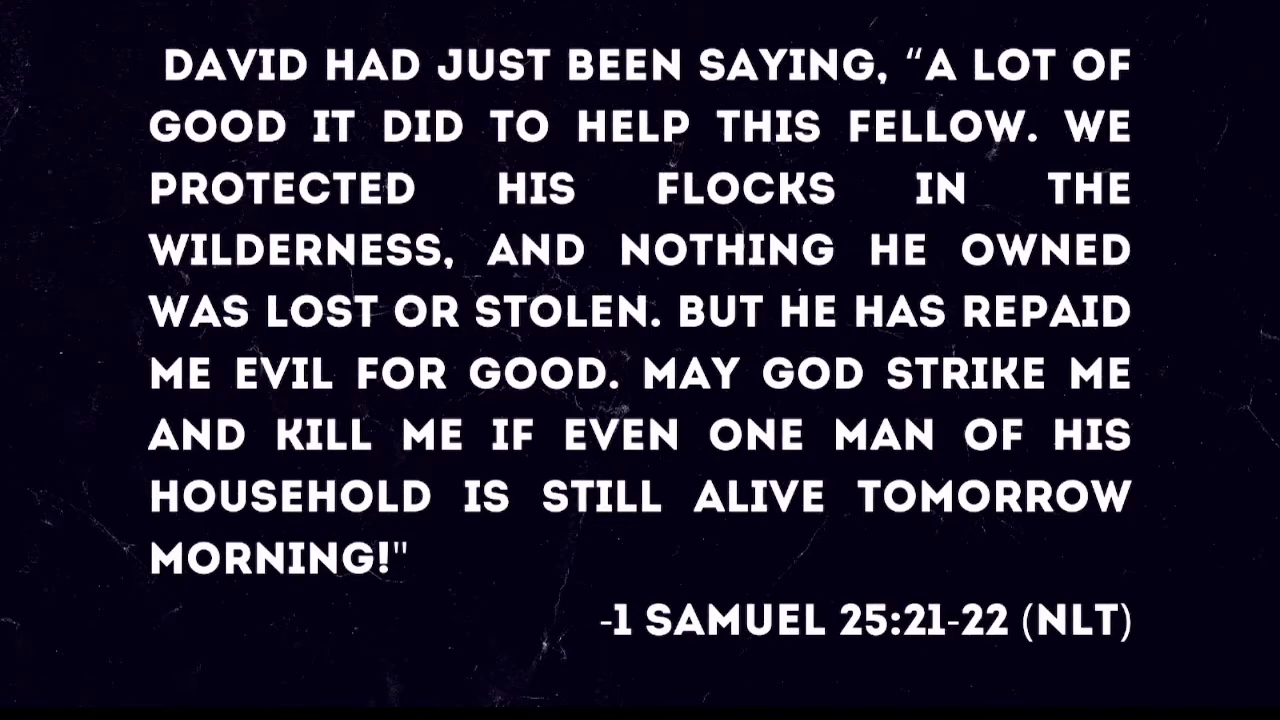 DAVID HAD JUST BEEN SAYING, “A LOT OF
GOOD IT DID TO HELP THIS FELLOW. WE
PROTECTED HIS FLOCKS IN THE
WILDERNESS, AND NOTHING HE OWNED
WAS LOST OR STOLEN. BUT HE HAS REPAID
ME EVIL FOR GOOD. MAY GOD STRIKE ME
AND KILL ME IF EVEN ONE MAN OF HIS
HOUSEHOLD IS STILL ALIVE TOMORROW
MORNING!"
-1 SAMUEL 25:21-22 (NLT)